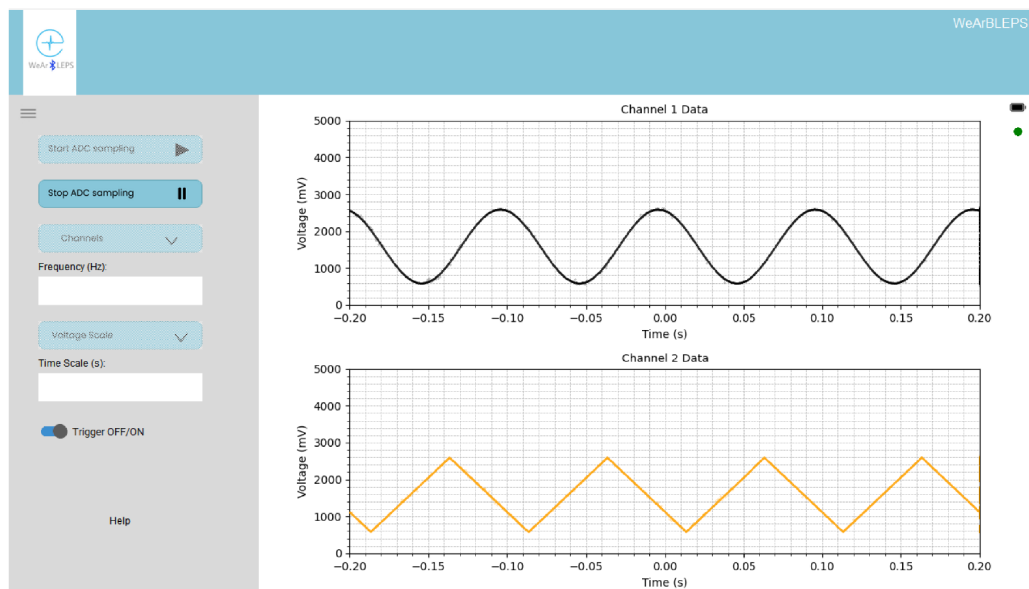 WeArBLEPS
WeAr BLEPS
Start ADC sampling
Stop ADC sampling
Channels
Frequency (Hz):
Voltage Scale
Time Scale (s):
Trigger OFF/ON
Help
Channel 1 Data
5000
4000
3000
2000
1000
0
Voltage (mV)
−0.20 −0.15 −0.10 −0.05 0.00 0.05 0.10 0.15 0.20
Time (s)
Channel 2 Data
5000
4000
3000
2000
1000
0
Voltage (mV)
−0.20 −0.15 −0.10 −0.05 0.00 0.05 0.10 0.15 0.20
Time (s)